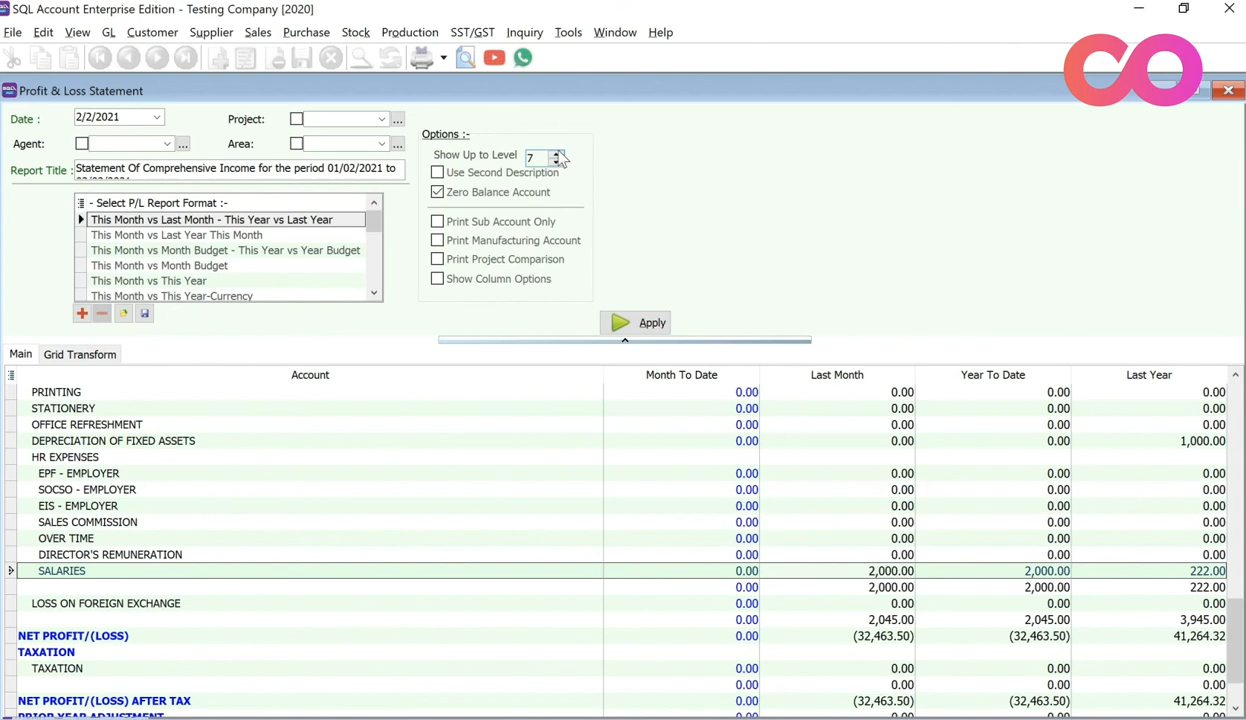 SQL Account Enterprise Edition - Testing Company [2020]
File Edit View GL Customer Supplier Sales Purchase Stock Production SST/GST Inquiry Tools Window Help
Profit & Loss Statement
Date : 2/2/2021 Project: ...
Agent: ... Area: ...
Report Title : Statement Of Comprehensive Income for the period 01/02/2021 to
Options :-
Show Up to Level 7
Use Second Description
Zero Balance Account
Print Sub Account Only
Print Manufacturing Account
Print Project Comparison
Show Column Options
- Select P/L Report Format :-
This Month vs Last Month - This Year vs Last Year
This Month vs Last Year This Month
This Month vs Month Budget - This Year vs Year Budget
This Month vs Month Budget
This Month vs This Year
This Month vs This Year-Currency
Apply
Main Grid Transform
Account Month To Date Last Month Year To Date Last Year
PRINTING 0.00 0.00 0.00 0.00
STATIONERY 0.00 0.00 0.00 0.00
OFFICE REFRESHMENT 0.00 0.00 0.00 0.00
DEPRECIATION OF FIXED ASSETS 0.00 0.00 0.00 1,000.00
HR EXPENSES
EPF - EMPLOYER 0.00 0.00 0.00 0.00
SOCSO - EMPLOYER 0.00 0.00 0.00 0.00
EIS - EMPLOYER 0.00 0.00 0.00 0.00
SALES COMMISSION 0.00 0.00 0.00 0.00
OVER TIME 0.00 0.00 0.00 0.00
DIRECTOR'S REMUNERATION 0.00 0.00 0.00 0.00
SALARIES 0.00 2,000.00 2,000.00 222.00
0.00 2,000.00 2,000.00 222.00
LOSS ON FOREIGN EXCHANGE 0.00 0.00 0.00 0.00
0.00 2,045.00 2,045.00 3,945.00
NET PROFIT/(LOSS) 0.00 (32,463.50) (32,463.50) 41,264.32
TAXATION
TAXATION 0.00 0.00 0.00 0.00
0.00 0.00 0.00 0.00
NET PROFIT/(LOSS) AFTER TAX 0.00 (32,463.50) (32,463.50) 41,264.32
PRIOR YEAR ADJUSTMENT